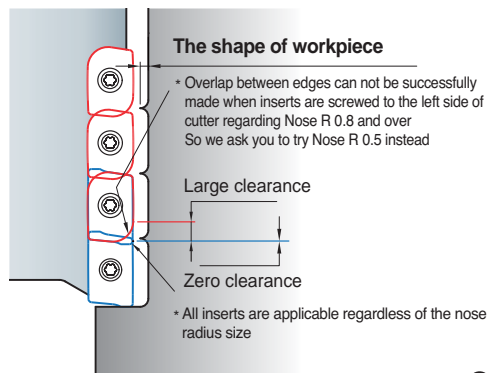 The shape of workpiece
* Overlap between edges can not be successfully
made when inserts are screwed to the left side of
cutter regarding Nose R 0.8 and over
So we ask you to try Nose R 0.5 instead
Large clearance
Zero clearance
* All inserts are applicable regardless of the nose
radius size